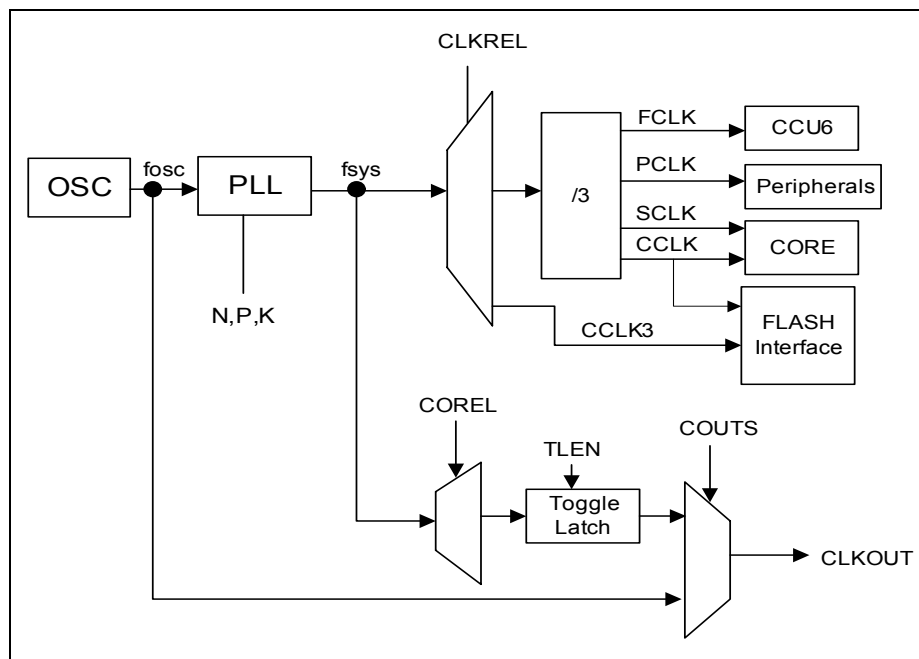 CLKREL
FCLK
CCU6
fosc
fsys
PCLK
OSC
PLL
/3
Peripherals
SCLK
CCLK
CORE
N,P,K
CCLK3
FLASH
Interface
COREL
COUTS
TLEN
Toggle
Latch
CLKOUT